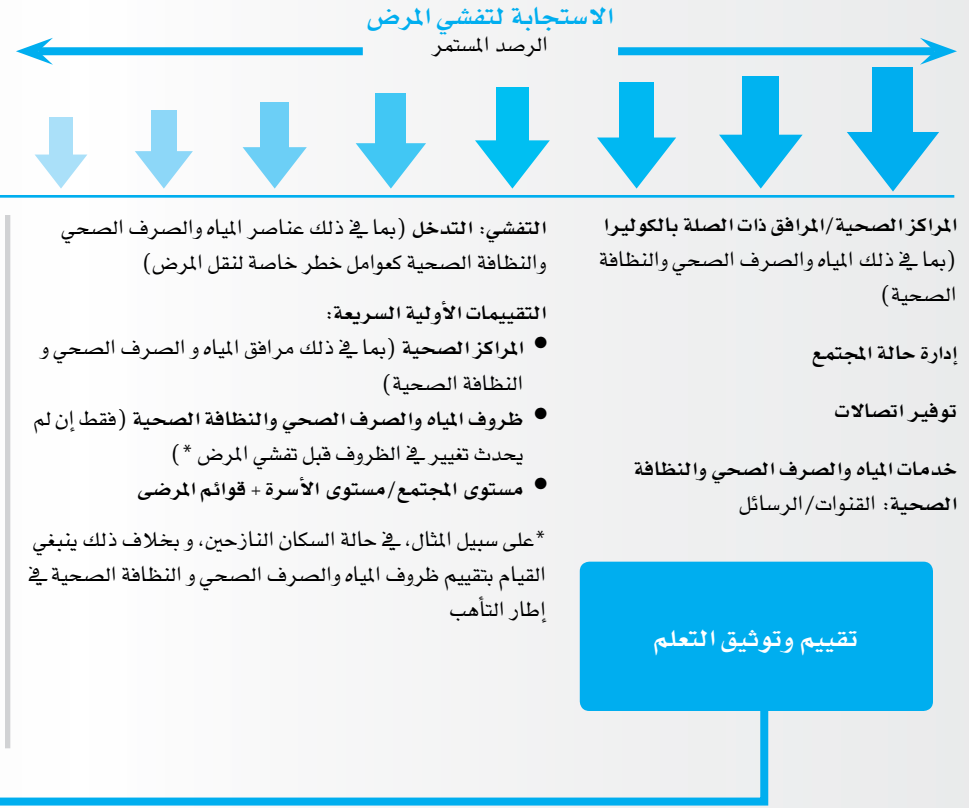 الاستجابة لتفشي المرض
الرصد المستمر
المراكز الصحية/المرافق ذات الصلة بالكوليرا
(بما في ذلك المياه والصرف الصحي والنظافة
الصحية)
إدارة حالة المجتمع
توفير اتصالات
خدمات المياه والصرف الصحي والنظافة
الصحية: القنوات/الرسائل
تقييم وتوثيق التعلم
التفشي: التدخل (بما في ذلك عناصر المياه والصرف الصحي
والنظافة الصحية كعوامل خطر خاصة لنقل المرض)
التقييمات الأولية السريعة:
● المراكز الصحية (بما في ذلك مرافق المياه و الصرف الصحي و
النظافة الصحية)
● ظروف المياه والصرف الصحي والنظافة الصحية (فقط إن لم
يحدث تغيير في الظروف قبل تفشي المرض *)
● مستوى المجتمع/مستوى الأسرة + قوائم المرضى
*على سبيل المثال، في حالة السكان النازحين، و بخلاف ذلك ينبغي
القيام بتقييم ظروف المياه والصرف الصحي و النظافة الصحية في
إطار التأهب